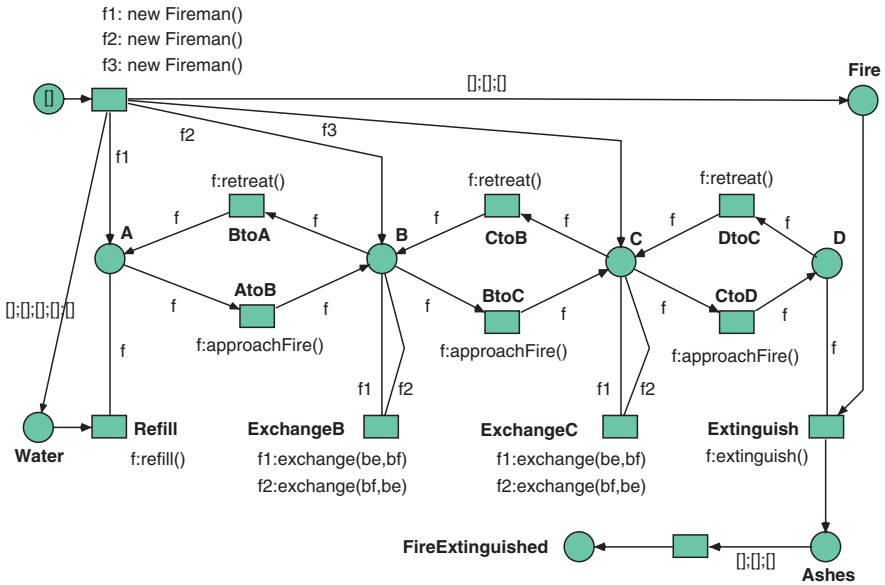 f1: new Fireman()
f2: new Fireman()
f3: new Fireman()
[]
[];[];[]
Fire
f1
f2
f3
f:retreat()
f:retreat()
f:retreat()
A
f
BtoA
f
B
f
CtoB
f
C
f
DtoC
f
D
[];[];[];[];[]
f
AtoB
f
f
BtoC
f
f
CtoD
f
f:approachFire()
f:approachFire()
f:approachFire()
f
f
f1
f2
f1
f2
Refill
ExchangeB
ExchangeC
Extinguish
Water
f:refill()
f1:exchange(be,bf)
f2:exchange(bf,be)
f1:exchange(be,bf)
f2:exchange(bf,be)
f:extinguish()
FireExtinguished
[];[];[]
Ashes